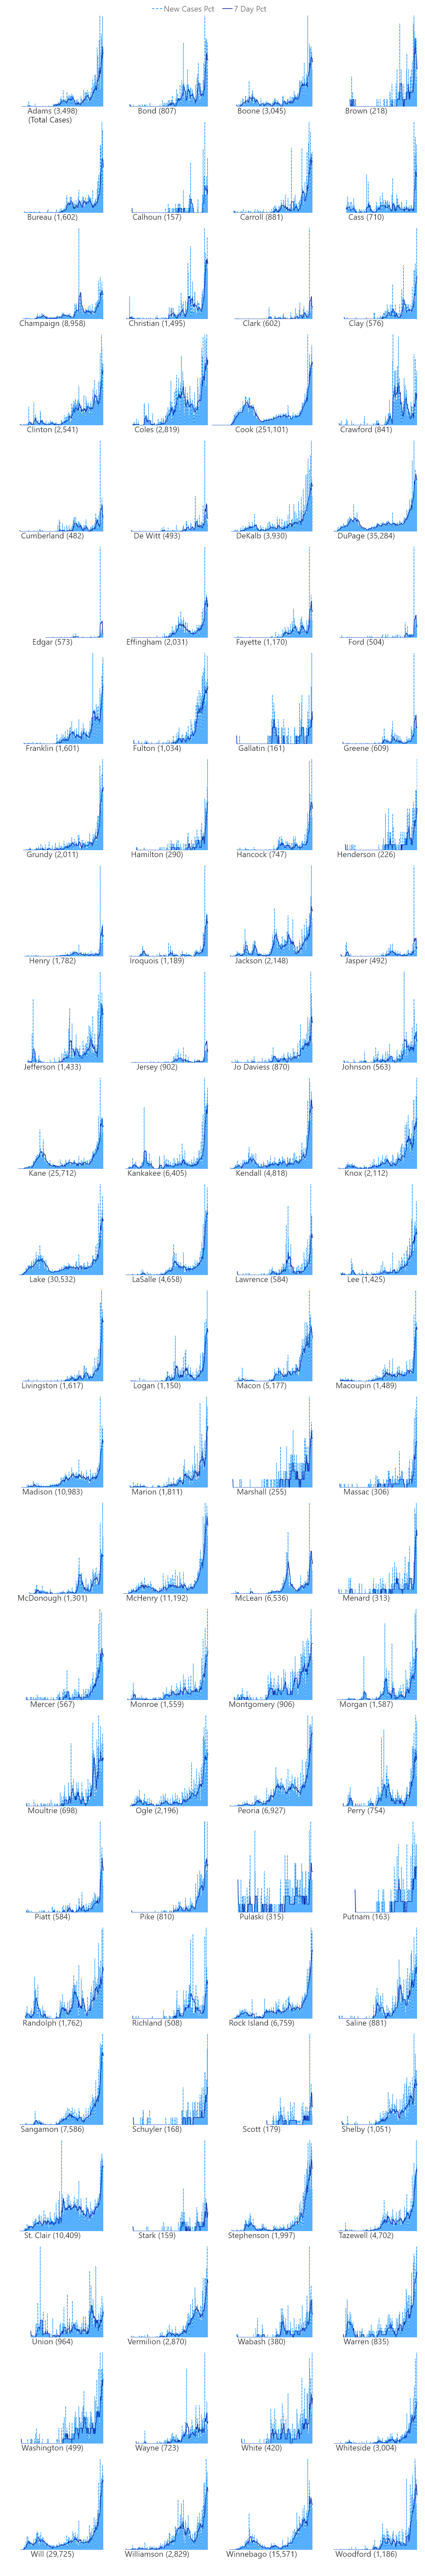 New Cases Pct 7 Day Pct
Adams (3,498) Bond (807) Boone (3,045) Brown (218)
(Total Cases)
Bureau (1,602) Calhoun (157) Carroll (881) Cass (710)
Champaign (8,958) Christian (1,495) Clark (602) Clay (576)
Clinton (2,541) Coles (2,819) Cook (251,101) Crawford (841)
Cumberland (482) De Witt (493) DeKalb (3,930) DuPage (35,284)
Edgar (573) Effingham (2,031) Fayette (1,170) Ford (504)
Franklin (1,601) Fulton (1,034) Gallatin (161) Greene (609)
Grundy (2,011) Hamilton (290) Hancock (747) Henderson (226)
Henry (1,782) Iroquois (1,189) Jackson (2,148) Jasper (492)
Jefferson (1,433) Jersey (902) Jo Daviess (870) Johnson (563)
Kane (25,712) Kankakee (6,405) Kendall (4,818) Knox (2,112)
Lake (30,532) LaSalle (4,658) Lawrence (584) Lee (1,425)
Livingston (1,617) Logan (1,150) Macon (5,177) Macoupin (1,489)
Madison (10,983) Marion (1,811) Marshall (255) Massac (306)
McDonough (1,301) McHenry (11,192) McLean (6,536) Menard (313)
Mercer (567) Monroe (1,559) Montgomery (906) Morgan (1,587)
Moultrie (698) Ogle (2,196) Peoria (6,927) Perry (754)
Piatt (584) Pike (810) Pulaski (315) Putnam (163)
Randolph (1,762) Richland (508) Rock Island (6,759) Saline (881)
Sangamon (7,586) Schuyler (168) Scott (179) Shelby (1,051)
St. Clair (10,409) Stark (159) Stephenson (1,997) Tazewell (4,702)
Union (964) Vermilion (2,870) Wabash (380) Warren (835)
Washington (499) Wayne (723) White (420) Whiteside (3,004)
Will (29,725) Williamson (2,829) Winnebago (15,571) Woodford (1,186)